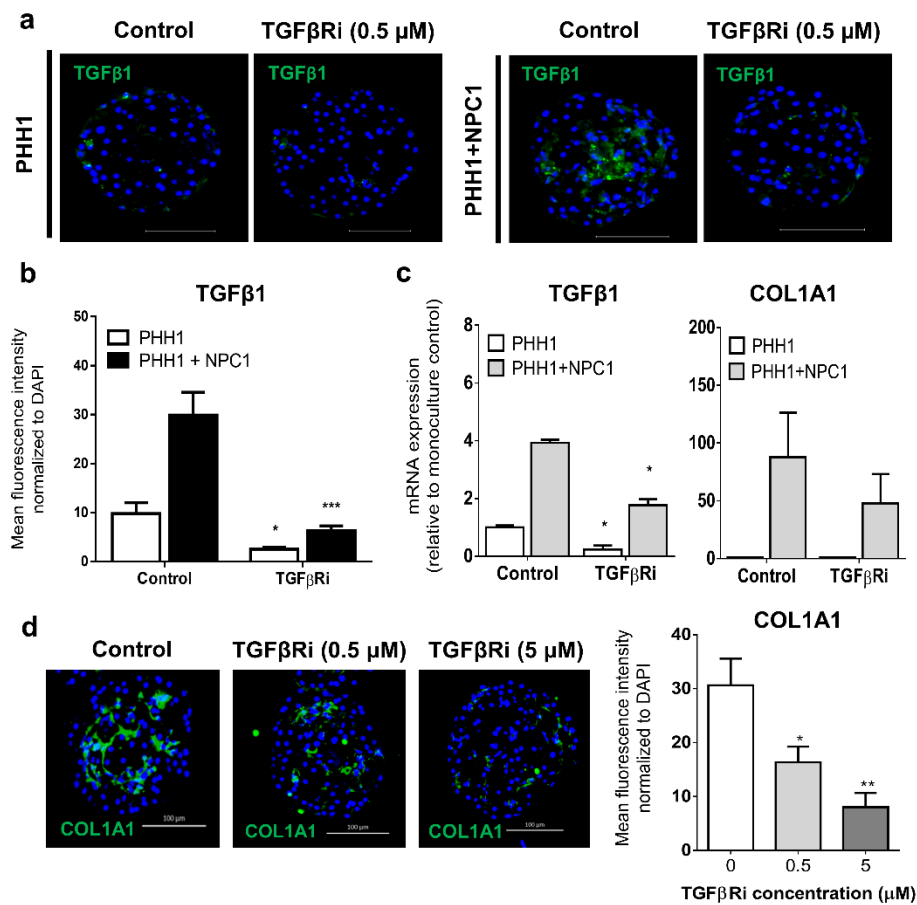 a
Control
TGFβRi (0.5 µM)
Control
TGFβRi (0.5 µM)
PHH1
TGFβ1
TGFβ1
PHH1+NPC1
TGFβ1
TGFβ1
b
TGFβ1
Mean fluorescence intensity
normalized to DAPI
50
40
30
20
10
0
PHH1
PHH1 + NPC1
*
***
Control
TGFβRi
c
TGFβ1
mRNA expression
(relative to monoculture control)
8
6
4
2
0
PHH1
PHH1+NPC1
*
*
Control
TGFβRi
COL1A1
200
150
100
50
0
PHH1
PHH1+NPC1
Control
TGFβRi
d
Control
TGFβRi (0.5 µM)
TGFβRi (5 µM)
COL1A1
100 µm
COL1A1
100 µm
COL1A1
100 µm
COL1A1
Mean fluorescence intensity
normalized to DAPI
40
30
20
10
0
*
**
0
0.5
5
TGFβRi concentration (µM)